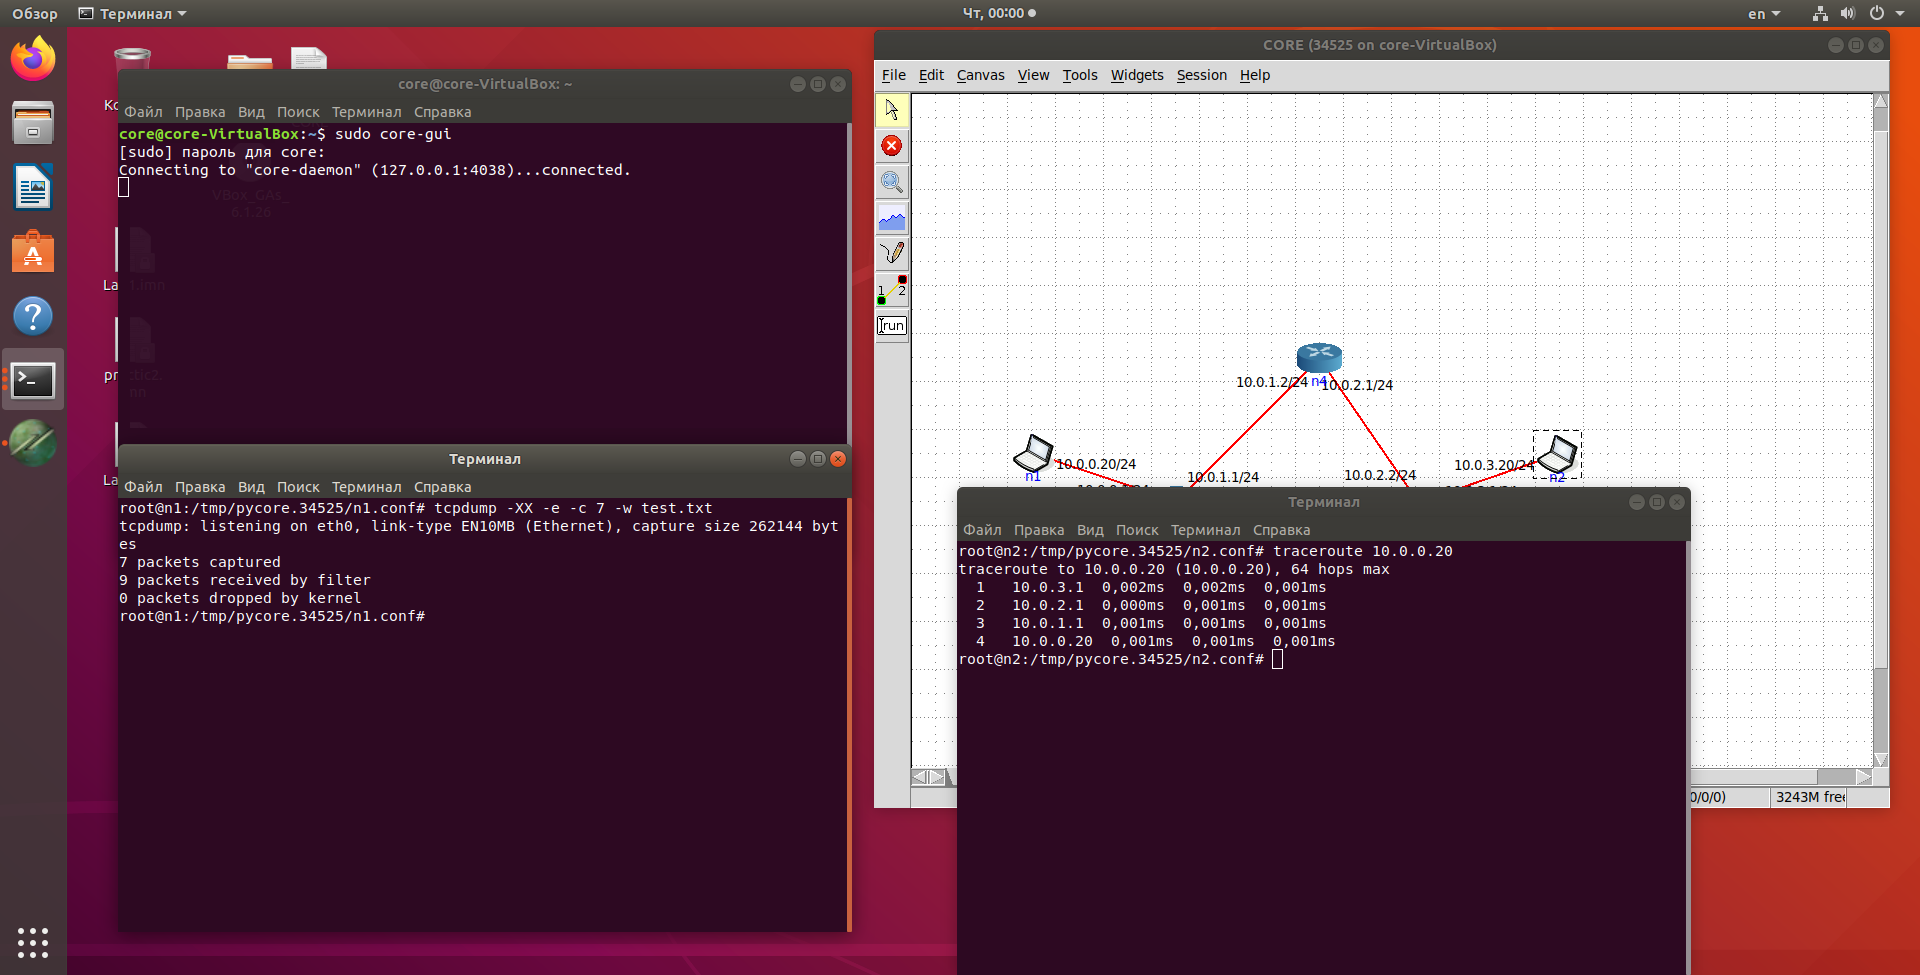 Обзор
Терминал
Чт, 00:00
en
core@core-VirtualBox: ~
Файл Правка Вид Поиск Терминал Справка
core@core-VirtualBox:~$ sudo core-gui
[sudo] пароль для core:
Connecting to "core-daemon" (127.0.0.1:4038)...connected.
VBox_GAs_
6.1.26
Терминал
Файл Правка Вид Поиск Терминал Справка
root@n1:/tmp/pycore.34525/n1.conf# tcpdump -XX -e -c 7 -w test.txt
tcpdump: listening on eth0, link-type EN10MB (Ethernet), capture size 262144 byt
es
7 packets captured
9 packets received by filter
0 packets dropped by kernel
root@n1:/tmp/pycore.34525/n1.conf#
CORE (34525 on core-VirtualBox)
File Edit Canvas View Tools Widgets Session Help
1 2
run
10.0.1.2/24 n4 10.0.2.1/24
10.0.0.20/24
n1
10.0.1.1/24
10.0.2.2/24
10.0.3.20/24
n2
0/0/0)
3243M free
Терминал
Файл Правка Вид Поиск Терминал Справка
root@n2:/tmp/pycore.34525/n2.conf# traceroute 10.0.0.20
traceroute to 10.0.0.20 (10.0.0.20), 64 hops max
1 10.0.3.1 0,002ms 0,002ms 0,001ms
2 10.0.2.1 0,000ms 0,001ms 0,001ms
3 10.0.1.1 0,001ms 0,001ms 0,001ms
4 10.0.0.20 0,001ms 0,001ms 0,001ms
root@n2:/tmp/pycore.34525/n2.conf#